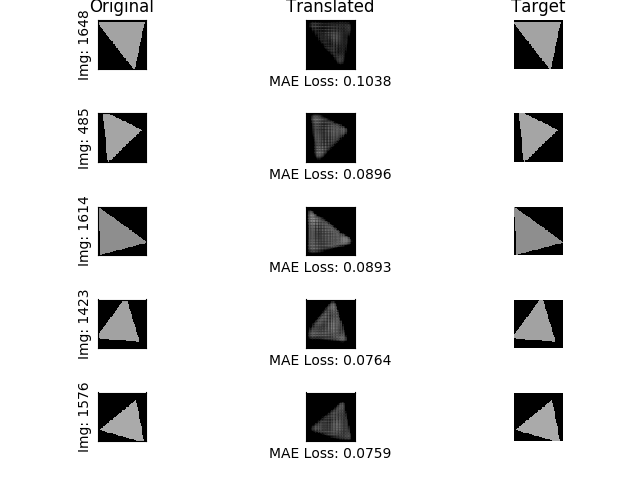 Original Translated Target
Img: 1648
MAE Loss: 0.1038
Img: 485
MAE Loss: 0.0896
Img: 1614
MAE Loss: 0.0893
Img: 1423
MAE Loss: 0.0764
Img: 1576
MAE Loss: 0.0759